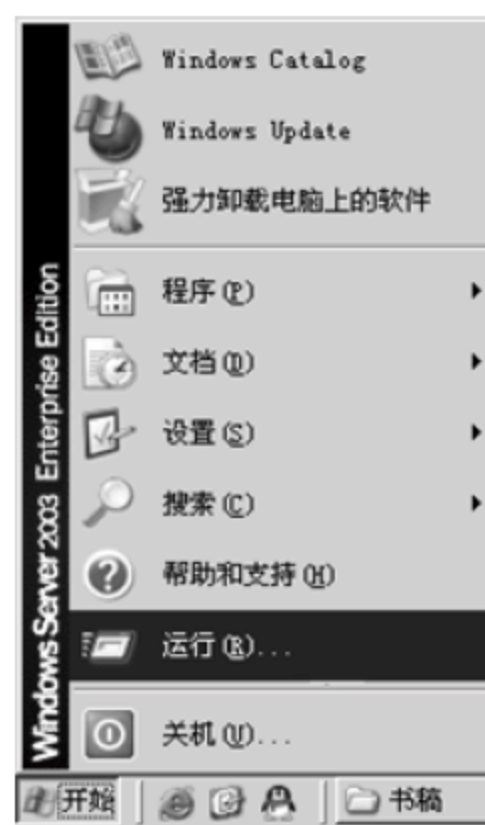 Windows Catalog
Windows Update
强力卸载电脑上的软件
程序(P)
文档(D)
设置(S)
搜索(C)
帮助和支持(H)
运行(R)...
关机(U)...
Windows Server 2003 Enterprise Edition
开始
书稿